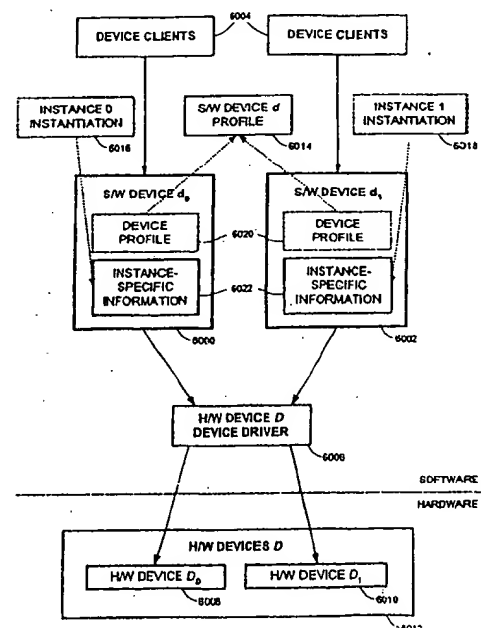 6004
DEVICE CLIENTS
DEVICE CLIENTS
INSTANCE 0
INSTANTIATION
6016
S/W DEVICE d
PROFILE
6014
INSTANCE 1
INSTANTIATION
6018
S/W DEVICE d0
DEVICE
PROFILE
6020
INSTANCE-
SPECIFIC
INFORMATION
6022
6000
S/W DEVICE d1
DEVICE
PROFILE
INSTANCE-
SPECIFIC
INFORMATION
6002
H/W DEVICE D
DEVICE DRIVER
6006
SOFTWARE
HARDWARE
H/W DEVICES D
H/W DEVICE D0
6008
H/W DEVICE D1
6010
6012